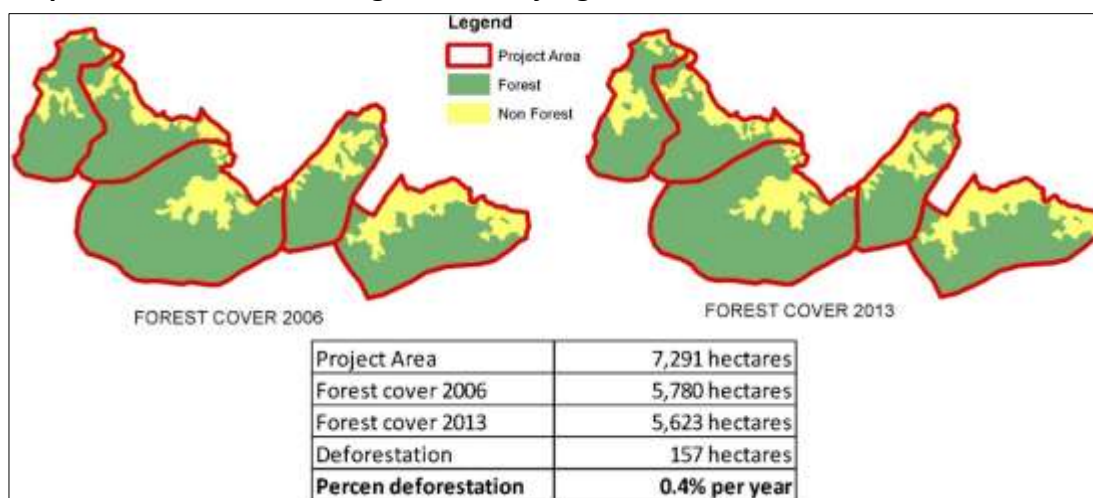 Legend
Project Area
Forest
Non Forest
FOREST COVER 2006
FOREST COVER 2013
Project Area 7,291 hectares
Forest cover 2006 5,780 hectares
Forest cover 2013 5,623 hectares
Deforestation 157 hectares
Percen deforestation 0.4% per year